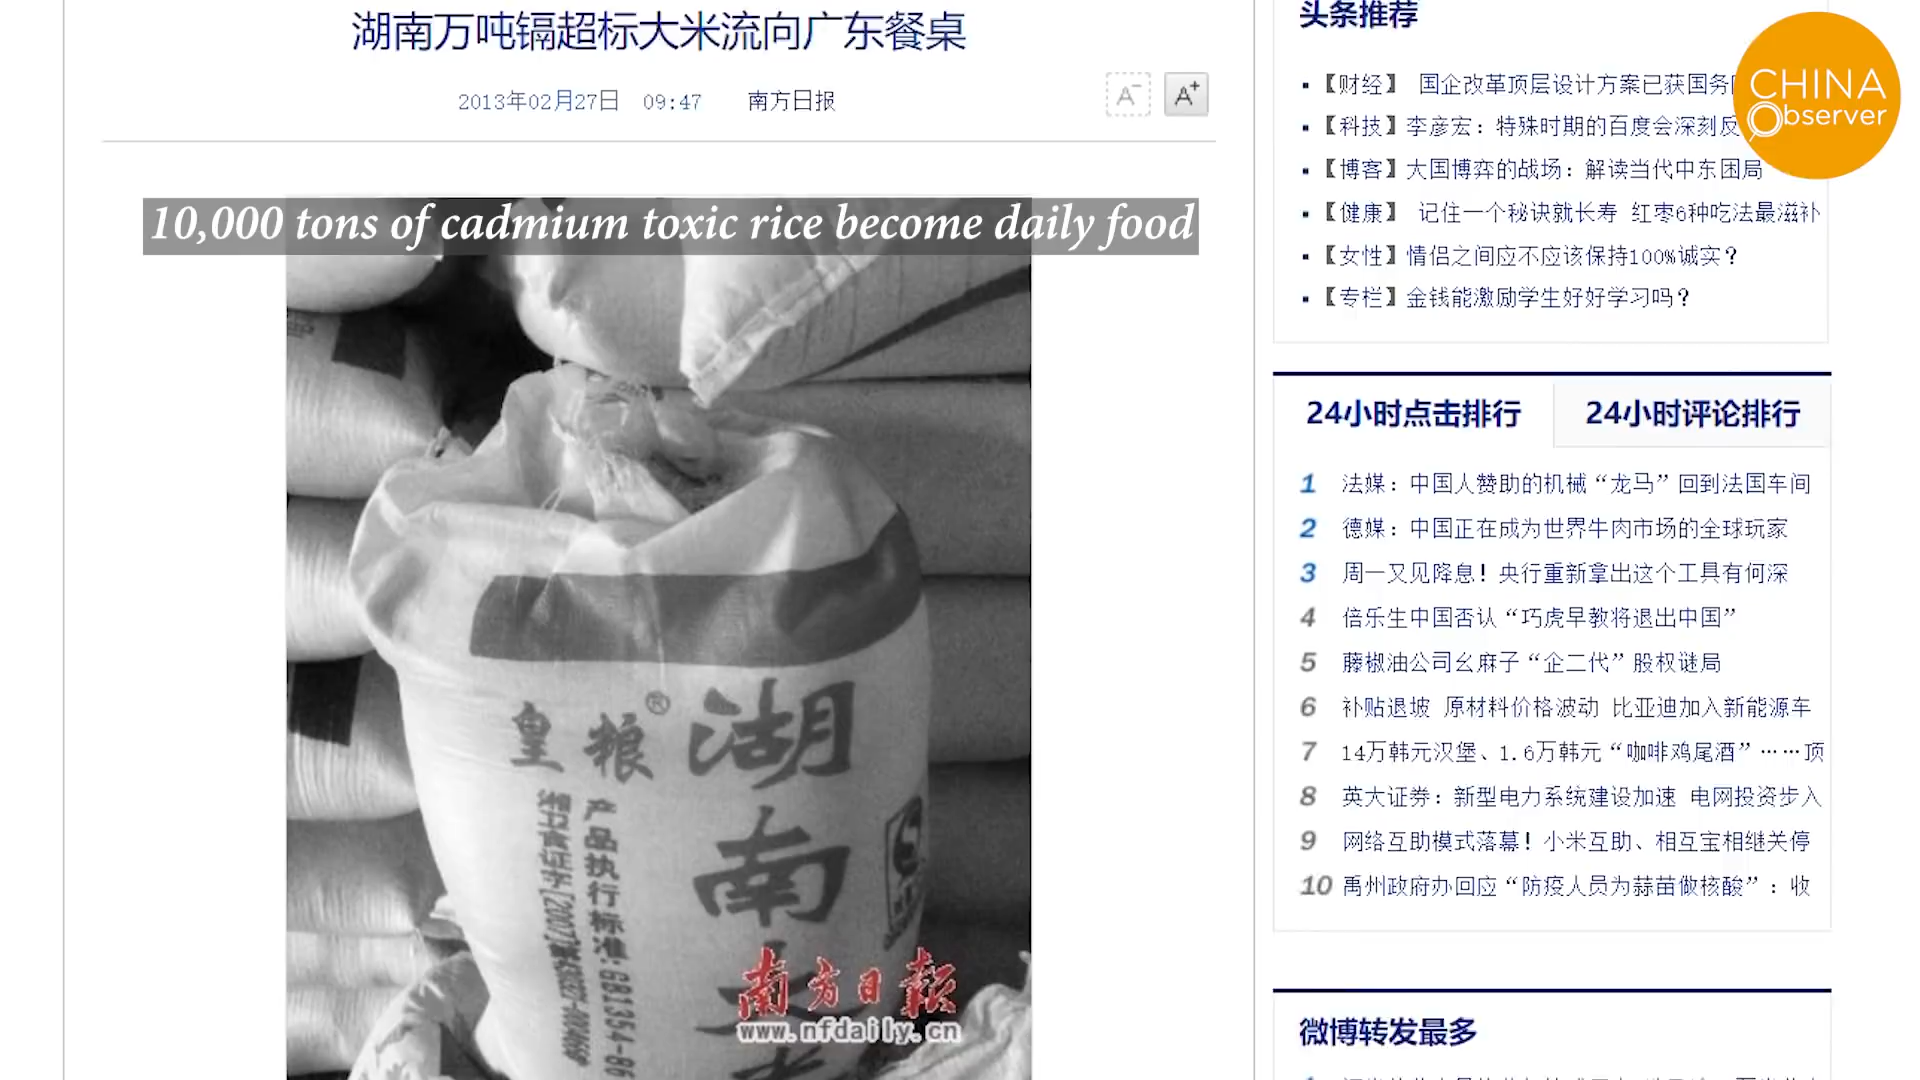 湖南万吨镉超标大米流向广东餐桌
2013年02月27日 09:47 南方日报
A-
A+
10,000 tons of cadmium toxic rice become daily food
皇粮® 湖南
产品执行标准:GB1354-86
南方日报
www.nfdaily.cn
头条推荐
【财经】 国企改革顶层设计方案已获国务
【科技】李彦宏：特殊时期的百度会深刻反
【博客】大国博弈的战场：解读当代中东困局
【健康】 记住一个秘诀就长寿 红枣6种吃法最滋补
【女性】情侣之间应不应该保持100%诚实？
【专栏】金钱能激励学生好好学习吗？
CHINA
Observer
24小时点击排行
24小时评论排行
1 法媒：中国人赞助的机械“龙马”回到法国车间
2 德媒：中国正在成为世界牛肉市场的全球玩家
3 周一又见降息！央行重新拿出这个工具有何深
4 倍乐生中国否认“巧虎早教将退出中国”
5 藤椒油公司幺麻子“企二代”股权谜局
6 补贴退坡 原材料价格波动 比亚迪加入新能源车
7 14万韩元汉堡、1.6万韩元“咖啡鸡尾酒”……顶
8 英大证券：新型电力系统建设加速 电网投资步入
9 网络互助模式落幕！小米互助、相互宝相继关停
10 禹州政府办回应“防疫人员为蒜苗做核酸”：收
微博转发最多